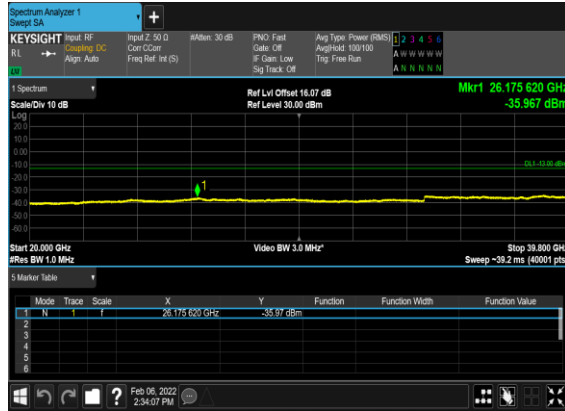 Spectrum Analyzer 1
Swept SA
+
KEYSIGHT Input: RF Input Z: 50 Ω #Atten: 30 dB PNO: Fast Avg Type: Power (RMS) 1 2 3 4 5 6
RL Coupling: DC Corr CCorr Gate: Off Avg|Hold: 100/100 A W W W W W
Align: Auto Freq Ref: Int (S) IF Gain: Low Trig: Free Run
Sig Track: Off A N N N N N
1 Spectrum Ref Lvl Offset 16.07 dB Mkr1 26.175 620 GHz
Scale/Div 10 dB Ref Level 30.00 dBm -35.967 dBm
Log
20.0
10.0
0.00
-10.0 DL1 -13.00 dBm
-20.0
-30.0 1
-40.0
-50.0
-60.0
Start 20.000 GHz Video BW 3.0 MHz* Stop 39.800 GHz
#Res BW 1.0 MHz Sweep ~39.2 ms (40001 pts)
5 Marker Table
Mode Trace Scale X Y Function Function Width Function Value
1 N 1 f 26.175 620 GHz -35.97 dBm
2
3
4
5
6
? Feb 06, 2022
2:34:07 PM